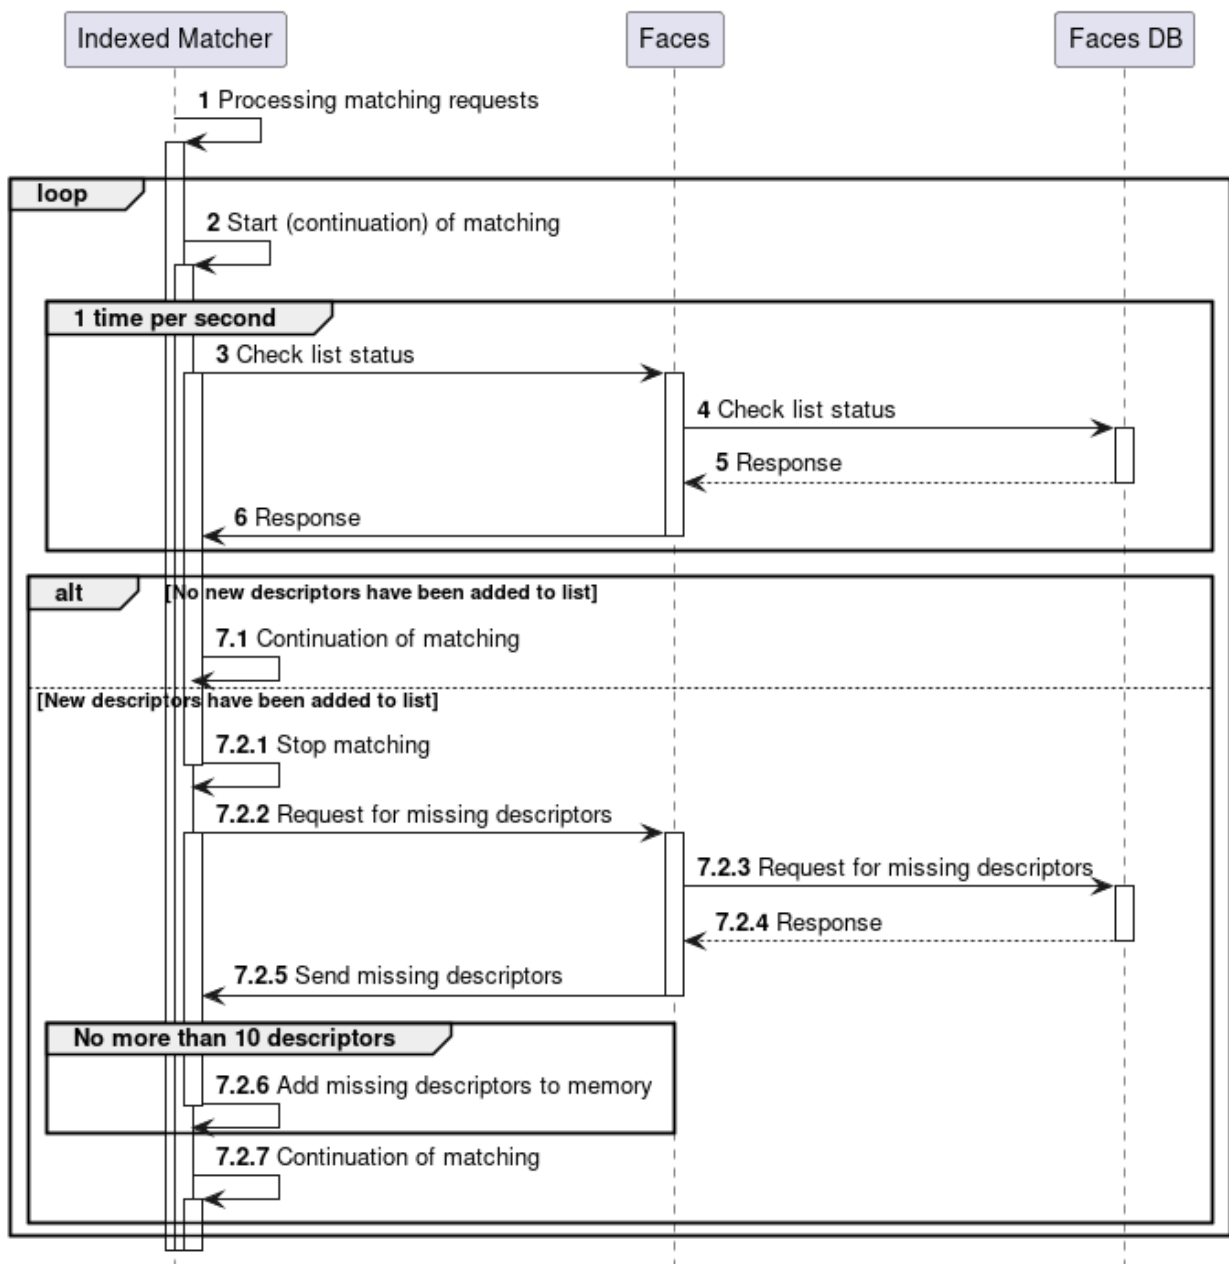 Indexed Matcher
Faces
Faces DB
1 Processing matching requests
loop
2 Start (continuation) of matching
1 time per second
3 Check list status
4 Check list status
5 Response
6 Response
alt
[No new descriptors have been added to list]
7.1 Continuation of matching
[New descriptors have been added to list]
7.2.1 Stop matching
7.2.2 Request for missing descriptors
7.2.3 Request for missing descriptors
7.2.4 Response
7.2.5 Send missing descriptors
No more than 10 descriptors
7.2.6 Add missing descriptors to memory
7.2.7 Continuation of matching